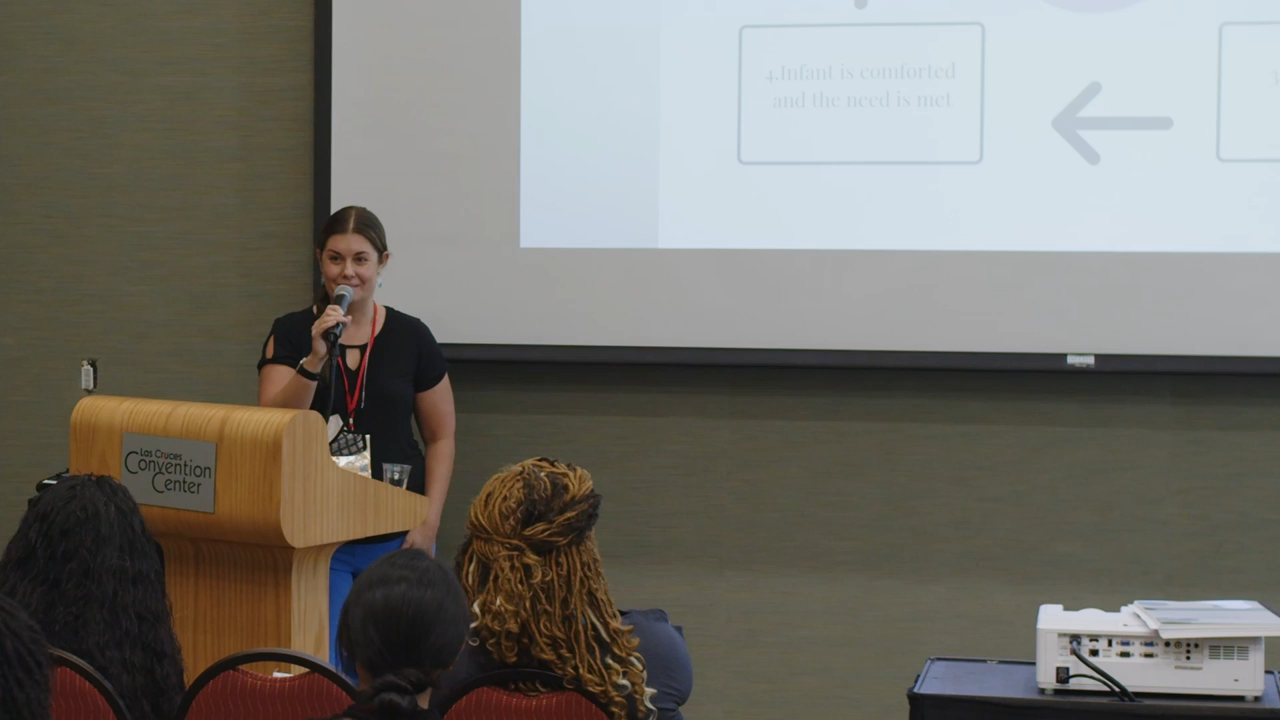 4.Infant is comforted
and the need is met
Las Cruces
Convention
Center